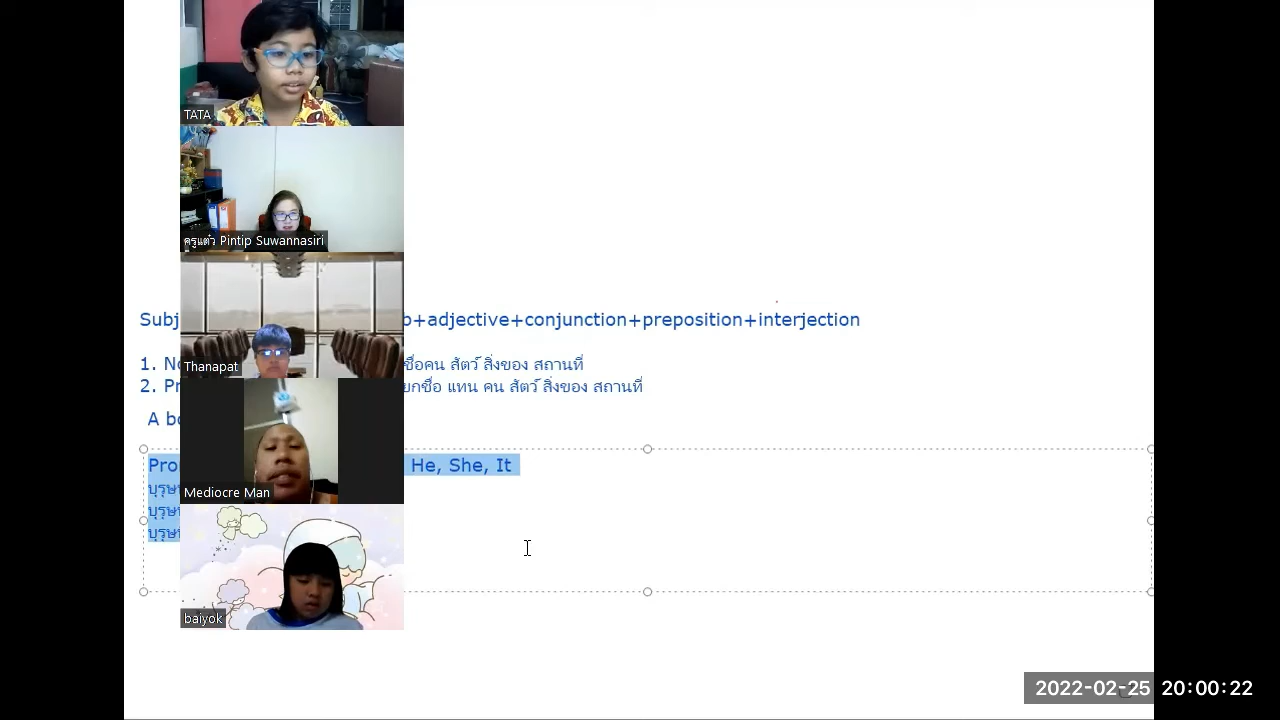 TATA
ครูแต๋ว Pintip Suwannasiri
Thanapat
Mediocre Man
baiyok
Subj b+adjective+conjunction+preposition+interjection
1. No ชื่อคน สัตว์ สิ่งของ สถานที่
2. Pr ยกชื่อ แทน คน สัตว์ สิ่งของ สถานที่
A bo
Pro He, She, It
บุรุษ
บุรุษ
บุรุษ
2022-02-25 20:00:22